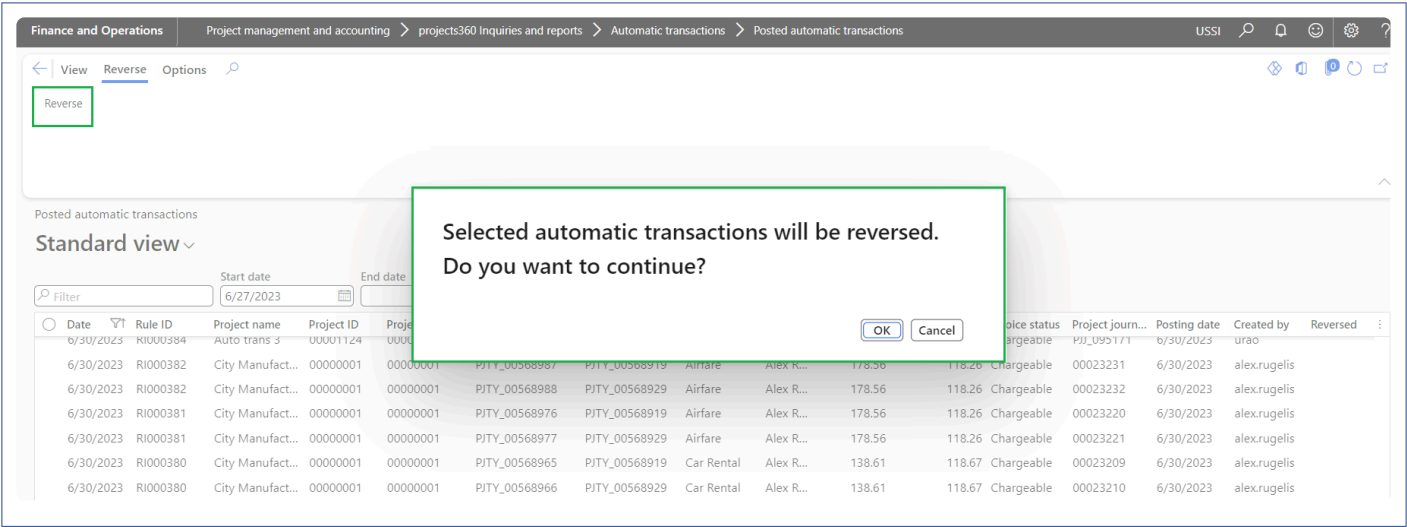 Finance and Operations Project management and accounting > projects360 Inquiries and reports > Automatic transactions > Posted automatic transactions USSI ?
View Reverse Options 0
Reverse
Posted automatic transactions
Standard view
Selected automatic transactions will be reversed.
Do you want to continue?
OK Cancel
Start date End date
Filter 6/27/2023
Date Rule ID Project name Project ID Proje oice status Project journ... Posting date Created by Reversed
6/30/2023 RI000384 Auto trans 3 00001124 0000 argeable PJJ_095171 6/30/2023 urao
6/30/2023 RI000382 City Manufact... 00000001 00000001 PJTY_00568987 PJTY_00568919 Airfare Alex R... 178.56 118.26 Chargeable 00023231 6/30/2023 alex.rugelis
6/30/2023 RI000382 City Manufact... 00000001 00000001 PJTY_00568988 PJTY_00568929 Airfare Alex R... 178.56 118.26 Chargeable 00023232 6/30/2023 alex.rugelis
6/30/2023 RI000381 City Manufact... 00000001 00000001 PJTY_00568976 PJTY_00568919 Airfare Alex R... 178.56 118.26 Chargeable 00023220 6/30/2023 alex.rugelis
6/30/2023 RI000381 City Manufact... 00000001 00000001 PJTY_00568977 PJTY_00568929 Airfare Alex R... 178.56 118.26 Chargeable 00023221 6/30/2023 alex.rugelis
6/30/2023 RI000380 City Manufact... 00000001 00000001 PJTY_00568965 PJTY_00568919 Car Rental Alex R... 138.61 118.67 Chargeable 00023209 6/30/2023 alex.rugelis
6/30/2023 RI000380 City Manufact... 00000001 00000001 PJTY_00568966 PJTY_00568929 Car Rental Alex R... 138.61 118.67 Chargeable 00023210 6/30/2023 alex.rugelis